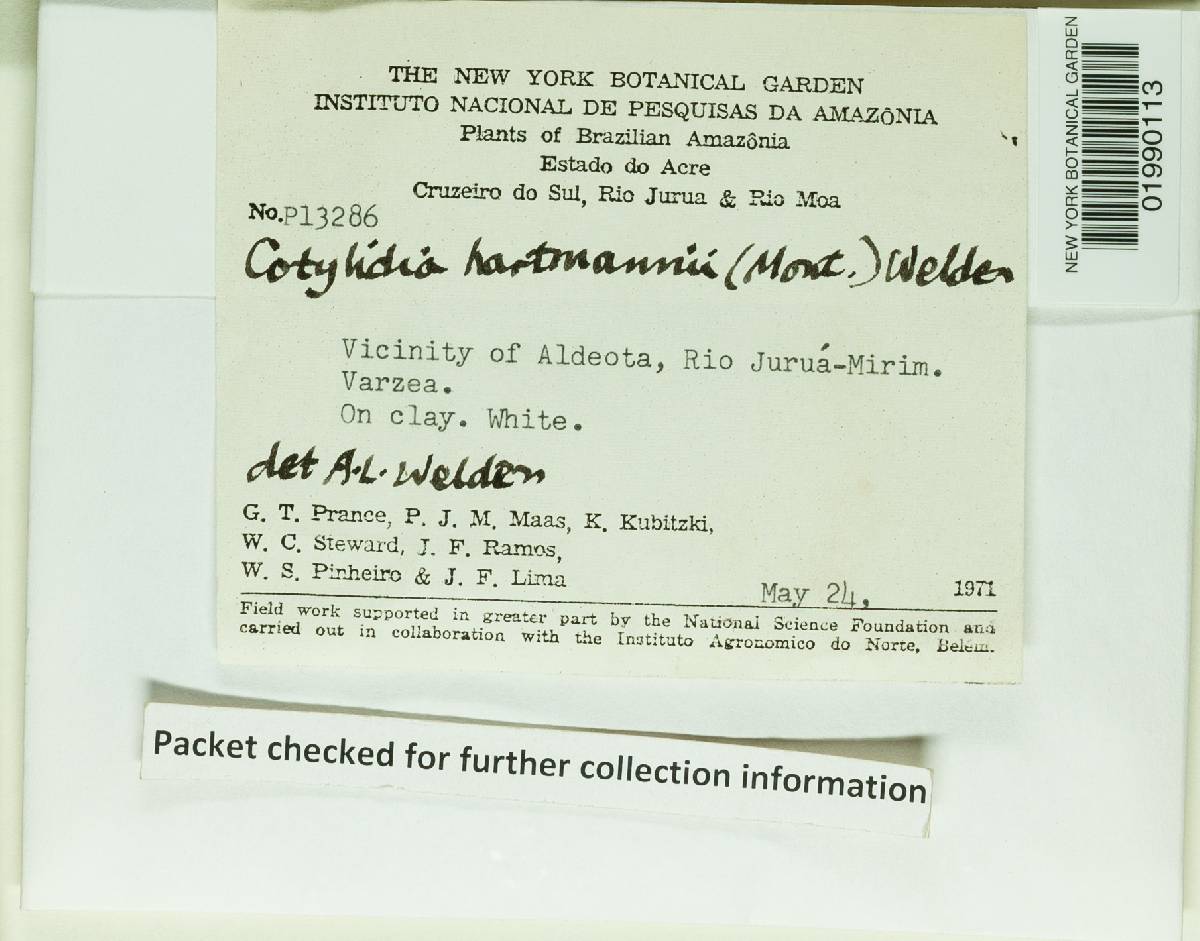 THE NEW YORK BOTANICAL GARDEN
INSTITUTO NACIONAL DE PESQUISAS DA AMAZÔNIA
Plants of Brazilian Amazônia
Estado do Acre
Cruzeiro do Sul, Rio Jurua & Rio Moa
No. P13286
Cotylidia hartmannii (Mont.) Welden
Vicinity of Aldeota, Rio Juruá-Mirim.
Varzea.
On clay. White.
det A.L. Welden
G. T. Prance, P. J. M. Maas, K. Kubitzki,
W. C. Steward, J. F. Ramos,
W. S. Pinheiro & J. F. Lima
May 24, 1971
Field work supported in greater part by the National Science Foundation and
carried out in collaboration with the Instituto Agronomico do Norte, Belém.
NEW YORK BOTANICAL GARDEN
01990113
Packet checked for further collection information